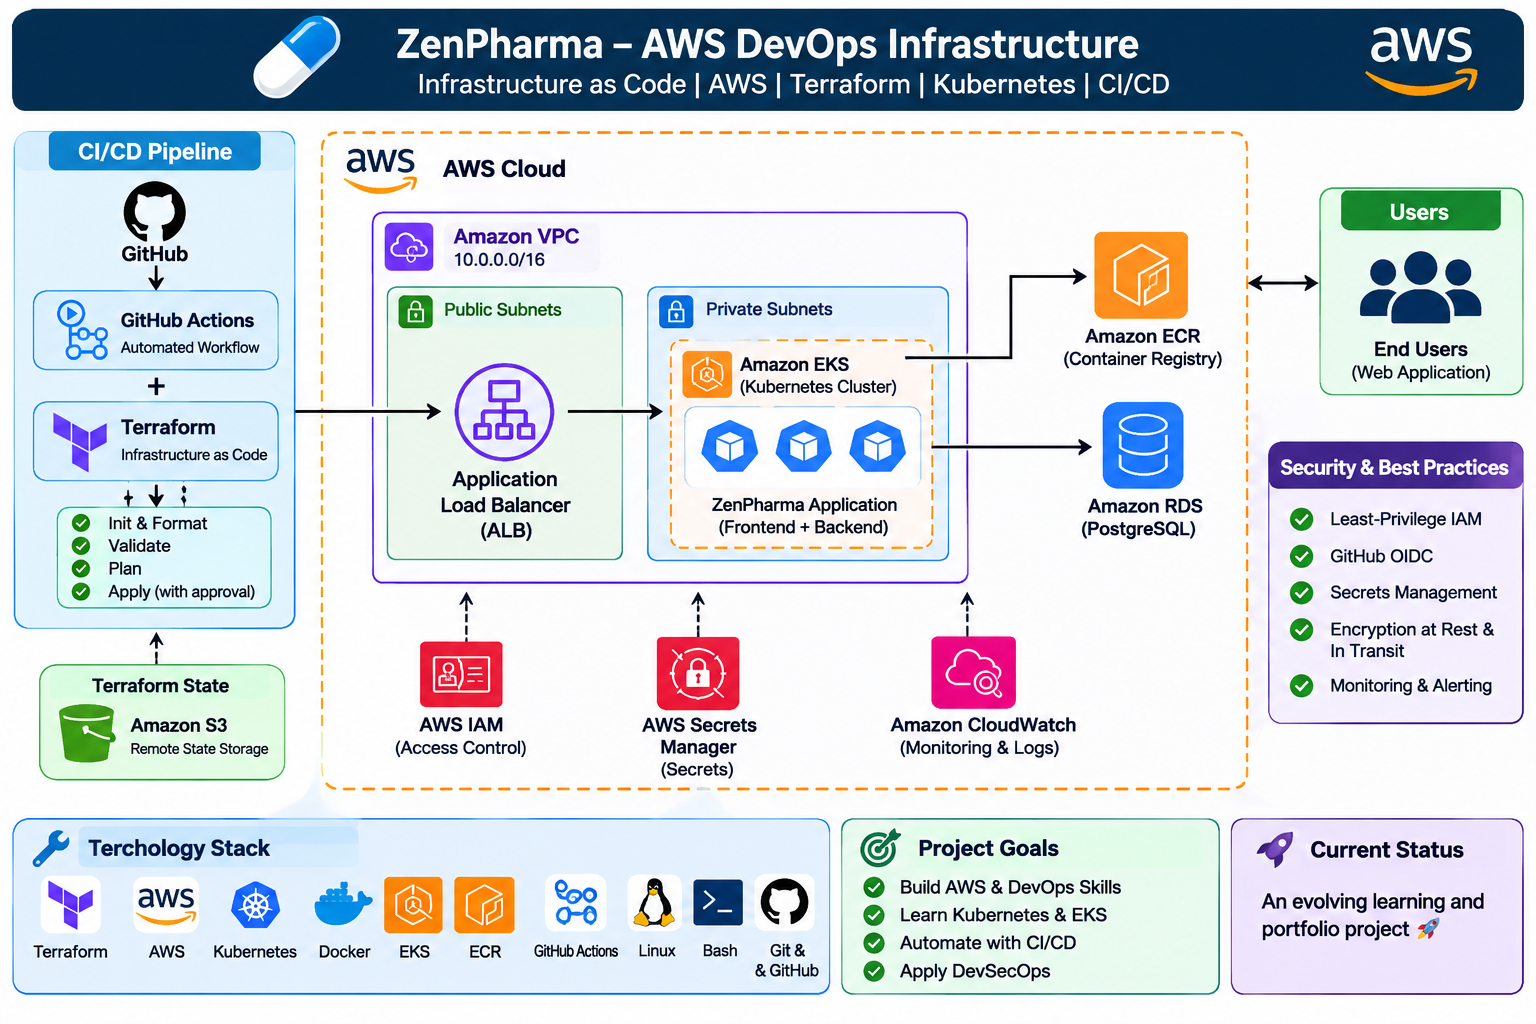 ZenPharma – AWS DevOps Infrastructure
Infrastructure as Code | AWS | Terraform | Kubernetes | CI/CD
aws
CI/CD Pipeline
GitHub
GitHub Actions
Automated Workflow
+
Terraform
Infrastructure as Code
Init & Format
Validate
Plan
Apply (with approval)
Terraform State
Amazon S3
Remote State Storage
aws
AWS Cloud
Amazon VPC
10.0.0.0/16
Public Subnets
Application
Load Balancer
(ALB)
Private Subnets
Amazon EKS
(Kubernetes Cluster)
ZenPharma Application
(Frontend + Backend)
Amazon ECR
(Container Registry)
Amazon RDS
(PostgreSQL)
AWS IAM
(Access Control)
AWS Secrets
Manager
(Secrets)
Amazon CloudWatch
(Monitoring & Logs)
Users
End Users
(Web Application)
Security & Best Practices
Least-Privilege IAM
GitHub OIDC
Secrets Management
Encryption at Rest &
In Transit
Monitoring & Alerting
Terchology Stack
Terraform
aws
AWS
Kubernetes
Docker
EKS
ECR
GitHub Actions
Linux
Bash
Git &
& GitHub
Project Goals
Build AWS & DevOps Skills
Learn Kubernetes & EKS
Automate with CI/CD
Apply DevSecOps
Current Status
An evolving learning and
portfolio project 🚀